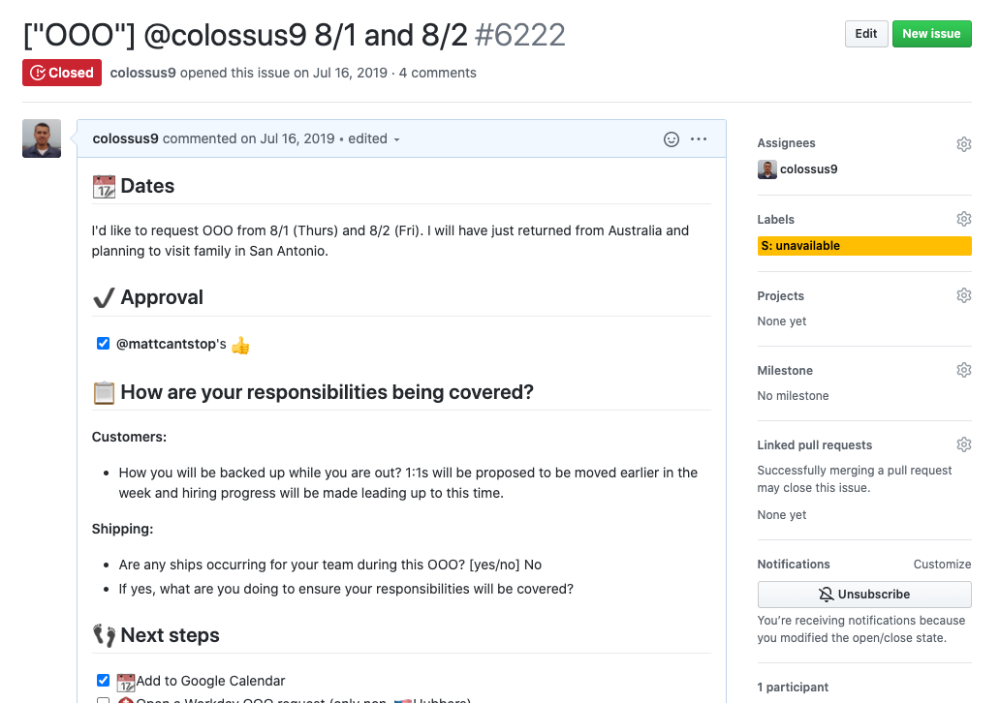 ["OOO"] @colossus9 8/1 and 8/2 #6222
Edit
New issue
Closed
colossus9 opened this issue on Jul 16, 2019 · 4 comments
colossus9 commented on Jul 16, 2019 • edited
17 Dates
I'd like to request OOO from 8/1 (Thurs) and 8/2 (Fri). I will have just returned from Australia and
planning to visit family in San Antonio.
Approval
@mattcantstop's
How are your responsibilities being covered?
Customers:
• How you will be backed up while you are out? 1:1s will be proposed to be moved earlier in the
week and hiring progress will be made leading up to this time.
Shipping:
• Are any ships occurring for your team during this OOO? [yes/no] No
• If yes, what are you doing to ensure your responsibilities will be covered?
Next steps
17 Add to Google Calendar
Open a Workday OOO request (only non- Hubbers)
Assignees
colossus9
Labels
S: unavailable
Projects
None yet
Milestone
No milestone
Linked pull requests
Successfully merging a pull request
may close this issue.
None yet
Notifications
Customize
Unsubscribe
You're receiving notifications because
you modified the open/close state.
1 participant